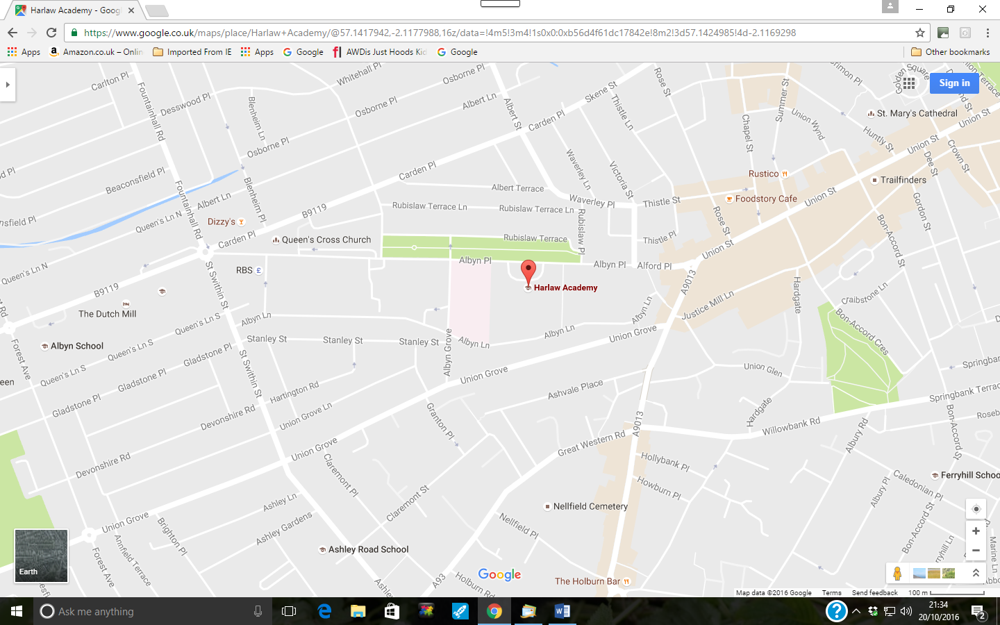 Harlaw Academy - Goog
https://www.google.co.uk/maps/place/Harlaw+Academy/@57.1417942,-2.1177988,16z/data=!4m5!3m4!1s0x0:0xb56d4f61dc17842e!8m2!3d57.1424985!4d-2.1169298
Apps
Amazon.co.uk – Onlin
Imported From IE
Apps
Google
AWDis Just Hoods Kid
Google
Other bookmarks
Sign in
Carlton Pl
Fountainhall Rd
Desswood Pl
Blenheim Ln
Whitehall Pl
Osborne Pl
Osborne Pl
Albert Ln
Albert St
Carden Pl
Skene St
Thistle Ln
Rose St
Summer St
Chapel St
Union Wynd
Golden Square
St. Mary's Cathedral
Huntly St
Union St
Union St
Crown St
Dee St
Osborne Pl
Beaconsfield Pl
Blenheim Pl
Fountainhall Rd
Albert Ln
Queen's Ln N
Dizzy's
B9119
Carden Pl
Carden Pl
Albert Terrace
Rubislaw Terrace Ln
Rubislaw Terrace Ln
Waverley Ln
Victoria St
Waverley Pl
Rubislaw Pl
Rubislaw Terrace
Thistle St
Thistle Pl
Rustico
Foodstory Cafe
Rose St
Union St
Union St
Trailfinders
Gordon St
Bon-Accord St
nsfield Pl
Queen's Cross Church
RBS £
Albyn Pl
Albyn Pl
Alford Pl
Harlaw Academy
A9013
Justice Mill Ln
Hardgate
Craibstone Ln
Bon-Accord Cres
Queen's Ln N
B9119
The Dutch Mill
Albyn School
Forest Ave
Queen's Ln S
Queen's Ln S
Queen's Ln S
St Swithin St
St Swithin St
Albyn Ln
Stanley St
Stanley St
Stanley St
Albyn Grove
Albyn Ln
Albyn Ln
Albyn Ln
Union Grove
Union Grove
Gladstone Pl
Gladstone Pl
Gladstone Pl
een
Hartington Rd
Devonshire Rd
Union Grove Ln
Granton Pl
Ashvale Place
A9013
Union Glen
Hardgate
Springbank
Springbank Terrac
Willowbank Rd
Albury Rd
Bon-Accord St
Roseb
Great Western Rd
Union Grove
Devonshire Rd
Claremont Pl
Claremont St
Hollybank Pl
Howburn Pl
Ferryhill Schoo
Caledonian Pl
Albury Pl
Bon-Accord St
Ashley Ln
Ashley Gardens
Nellfield Cemetery
Nellfield Pl
Union Grove
Brighton Pl
Annfield Terrace
Forest Ave
Ashley Road School
A93
The Holburn Bar
Marine Ln
Earth
Google
Map data ©2016 Google
Terms
Send feedback
100 m
Ask me anything
21:34
20/10/2016
2